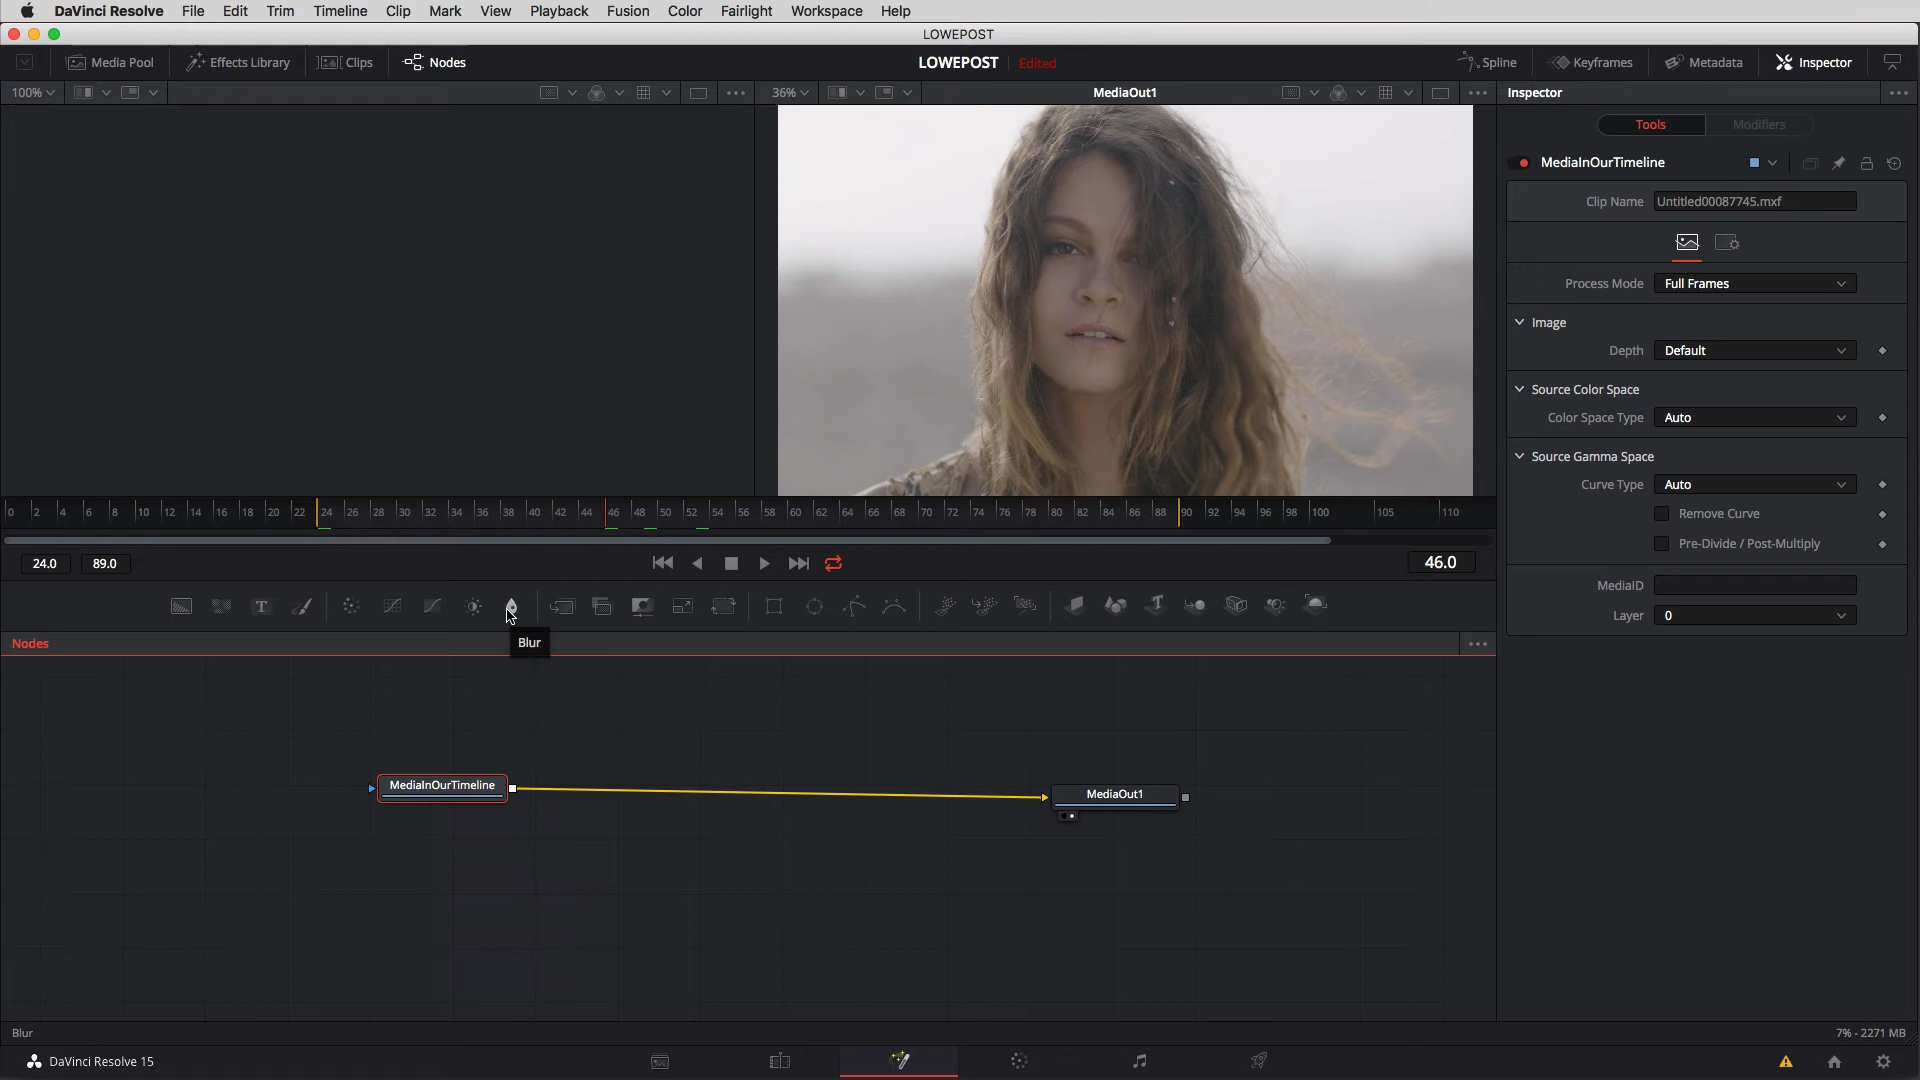 DaVinci Resolve File Edit Trim Timeline Clip Mark View Playback Fusion Color Fairlight Workspace Help
LOWEPOST
Media Pool Effects Library Clips Nodes LOWEPOST Edited Spline Keyframes Metadata Inspector
100% 36% MediaOut1 Inspector
Tools Modifiers
MediaInOurTimeline
Clip Name Untitled00087745.mxf
Process Mode Full Frames
Image
Depth Default
Source Color Space
Color Space Type Auto
Source Gamma Space
Curve Type Auto
Remove Curve
Pre-Divide / Post-Multiply
MediaID
Layer 0
0 2 4 6 8 10 12 14 16 18 20 22 24 26 28 30 32 34 36 38 40 42 44 46 48 50 52 54 56 58 60 62 64 66 68 70 72 74 76 78 80 82 84 86 88 90 92 94 96 98 100 105 110
24.0 89.0 46.0
T T
Blur
Nodes
MediaInOurTimeline
MediaOut1
Blur 7% - 2271 MB
DaVinci Resolve 15